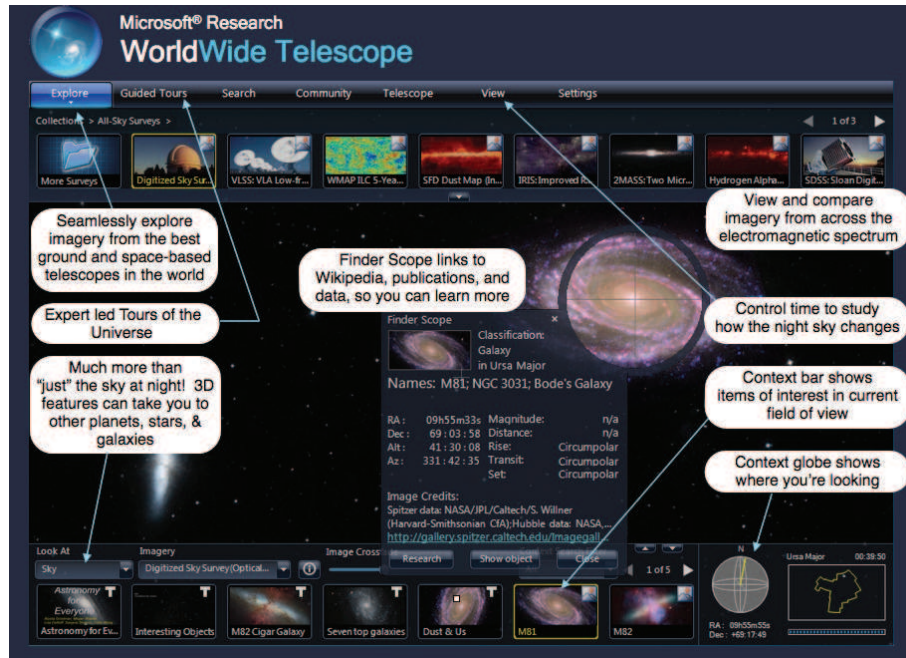 Microsoft® Research
WorldWide Telescope
Explore Guided Tours Search Community Telescope View Settings
Collections > All-Sky Surveys >
1 of 3
More Surveys
Digitized Sky Sur...
VLSS: VLA Low-fr...
WMAP ILC 5-Yea...
SFD Dust Map (In...
IRIS: Improved R...
2MASS: Two Micr...
Hydrogen Alpha...
SDSS: Sloan Digit...
Seamlessly explore
imagery from the best
ground and space-based
telescopes in the world
Expert led Tours of the
Universe
Much more than
"just" the sky at night! 3D
features can take you to
other planets, stars, &
galaxies
Finder Scope links to
Wikipedia, publications, and
data, so you can learn more
View and compare
imagery from across the
electromagnetic spectrum
Control time to study
how the night sky changes
Context bar shows
items of interest in current
field of view
Context globe shows
where you're looking
Finder Scope x
Classification:
Galaxy
in Ursa Major
Names: M81; NGC 3031; Bode's Galaxy
RA: 09h55m33s Magnitude: n/a
Dec: 69:03:58 Distance: n/a
Alt: 41:30:08 Rise: Circumpolar
Az: 331:42:35 Transit: Circumpolar
Set: Circumpolar
Image Credits:
Spitzer data: NASA/JPL/Caltech/S. Willner
(Harvard-Smithsonian CfA);Hubble data: NASA,...
http://gallery.spitzer.caltech.edu/Imagegall...
Research Show object Close
Look At Imagery Image
Sky Digitized Sky Survey(Optical...
1 of 5
Astronomy
for
Everyone
Astronomy for Ev...
Interesting Objects
M82 Cigar Galaxy
Seven top galaxies
Dust & Us
M81
M82
N
RA: 09h55m55s
Dec: +69:17:49
Ursa Major 00:39:50